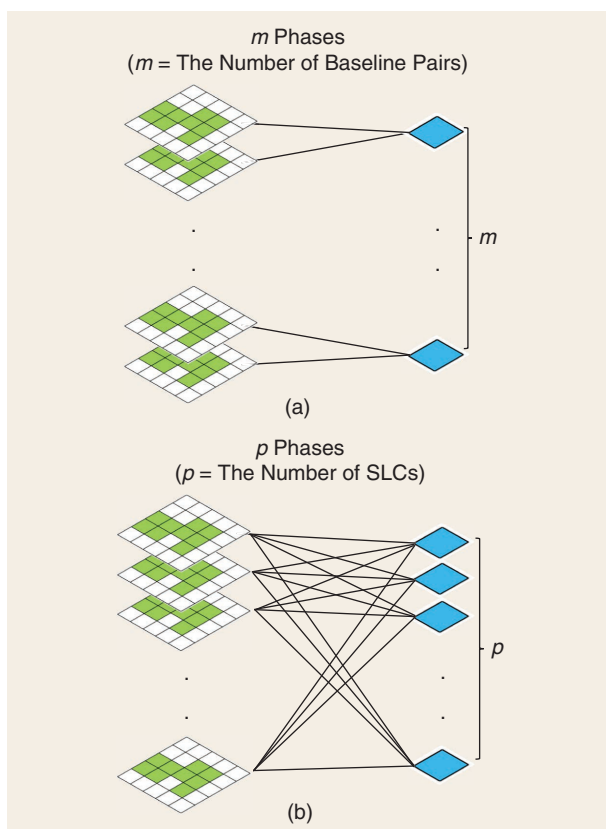 m Phases
(m = The Number of Baseline Pairs)
m
(a)
p Phases
(p = The Number of SLCs)
p
(b)